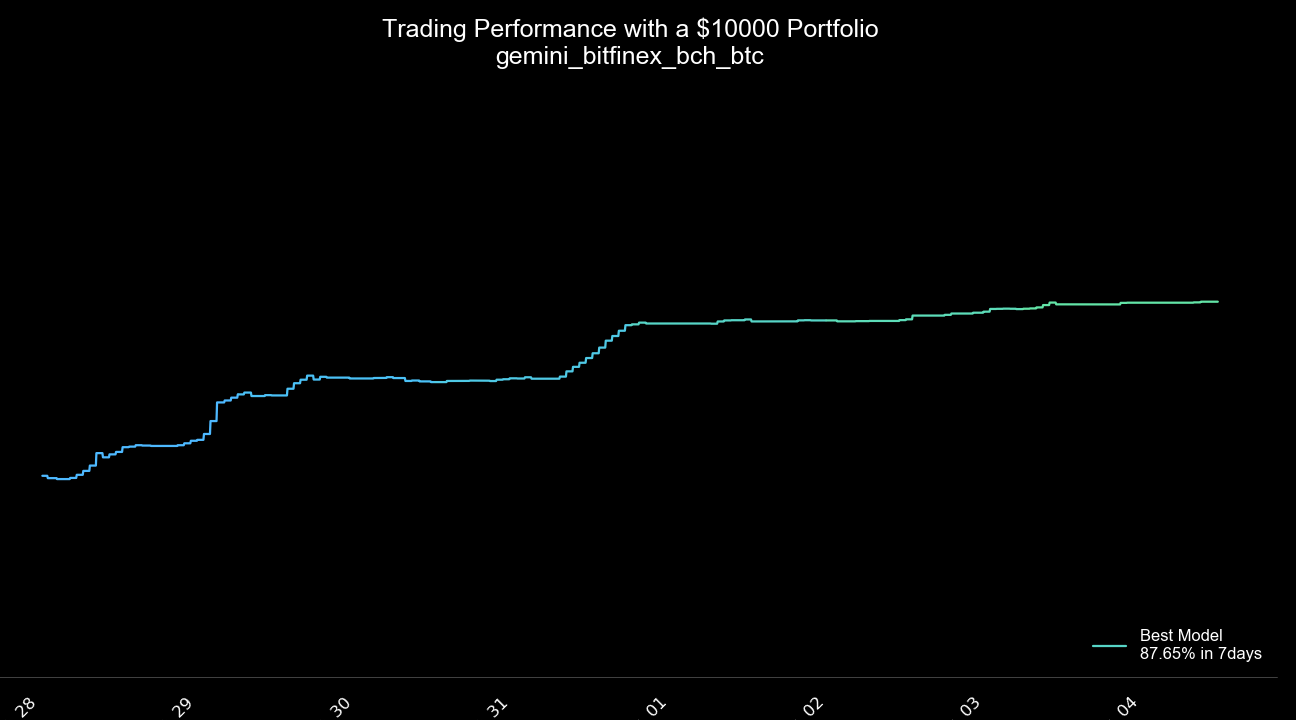 Trading Performance with a $10000 Portfolio
gemini_bitfinex_bch_btc
Best Model
87.65% in 7days
28
29
30
31
01
02
03
04